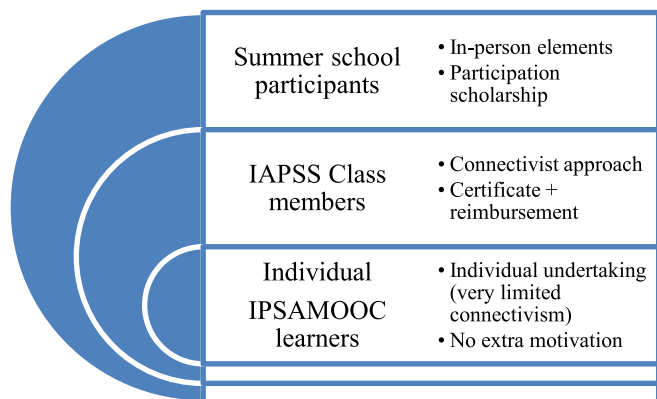 Summer school
participants
• In-person elements
• Participation
scholarship
IAPSS Class
members
• Connectivist approach
• Certificate +
reimbursement
Individual
IPSAMOOC
learners
• Individual undertaking
(very limited
connectivism)
• No extra motivation